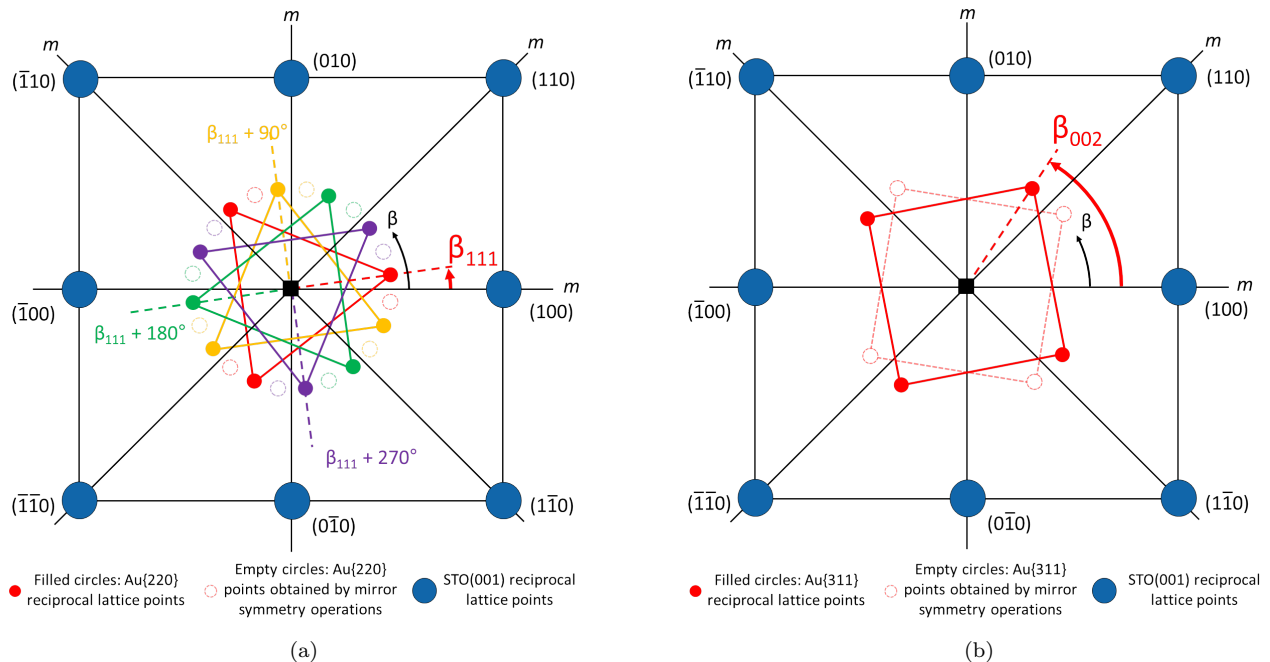 m
m
m
(1̅10)
(010)
(110)
β₁₁₁ + 90°
β
β₁₁₁
m
(1̅00)
(100)
β₁₁₁ + 180°
β₁₁₁ + 270°
(1̅1̅0)
(01̅0)
(11̅0)
Filled circles: Au{220}
reciprocal lattice points
Empty circles: Au{220}
points obtained by mirror
symmetry operations
STO(001) reciprocal
lattice points
(a)
m
m
m
(1̅10)
(010)
(110)
β₀₀₂
β
m
(1̅00)
(100)
(1̅1̅0)
(01̅0)
(11̅0)
Filled circles: Au{311}
reciprocal lattice points
Empty circles: Au{311}
points obtained by mirror
symmetry operations
STO(001) reciprocal
lattice points
(b)